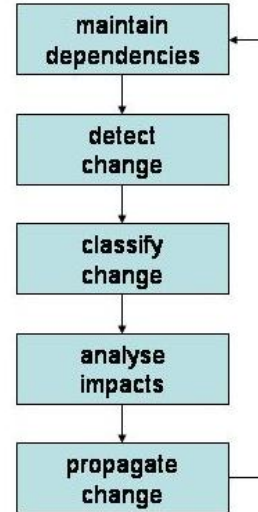 maintain
dependencies
detect
change
classify
change
analyse
impacts
propagate
change